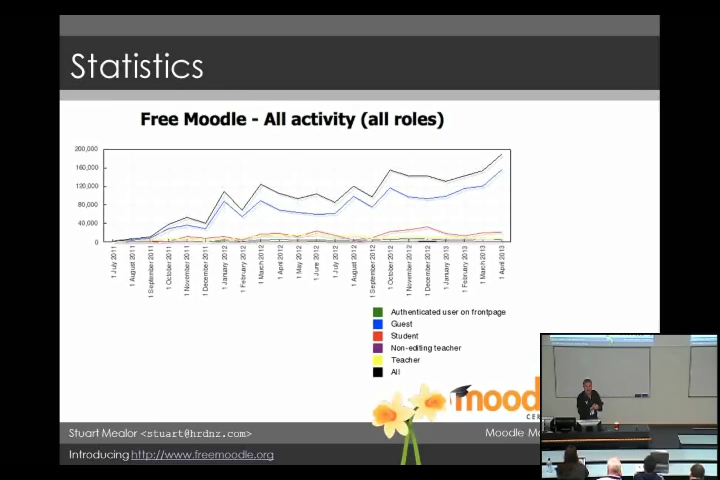 Statistics
Free Moodle - All activity (all roles)
200,000
160,000
120,000
80,000
40,000
0
1 July 2011
1 August 2011
1 September 2011
1 October 2011
1 November 2011
1 December 2011
1 January 2012
1 February 2012
1 March 2012
1 April 2012
1 May 2012
1 June 2012
1 July 2012
1 August 2012
1 September 2012
1 October 2012
1 November 2012
1 December 2012
1 January 2013
1 February 2013
1 March 2013
1 April 2013
Authenticated user on frontpage
Guest
Student
Non-editing teacher
Teacher
All
mood
CER
Stuart Mealor <stuart@hrdnz.com>
Moodle Mo
Introducing http://www.freemoodle.org